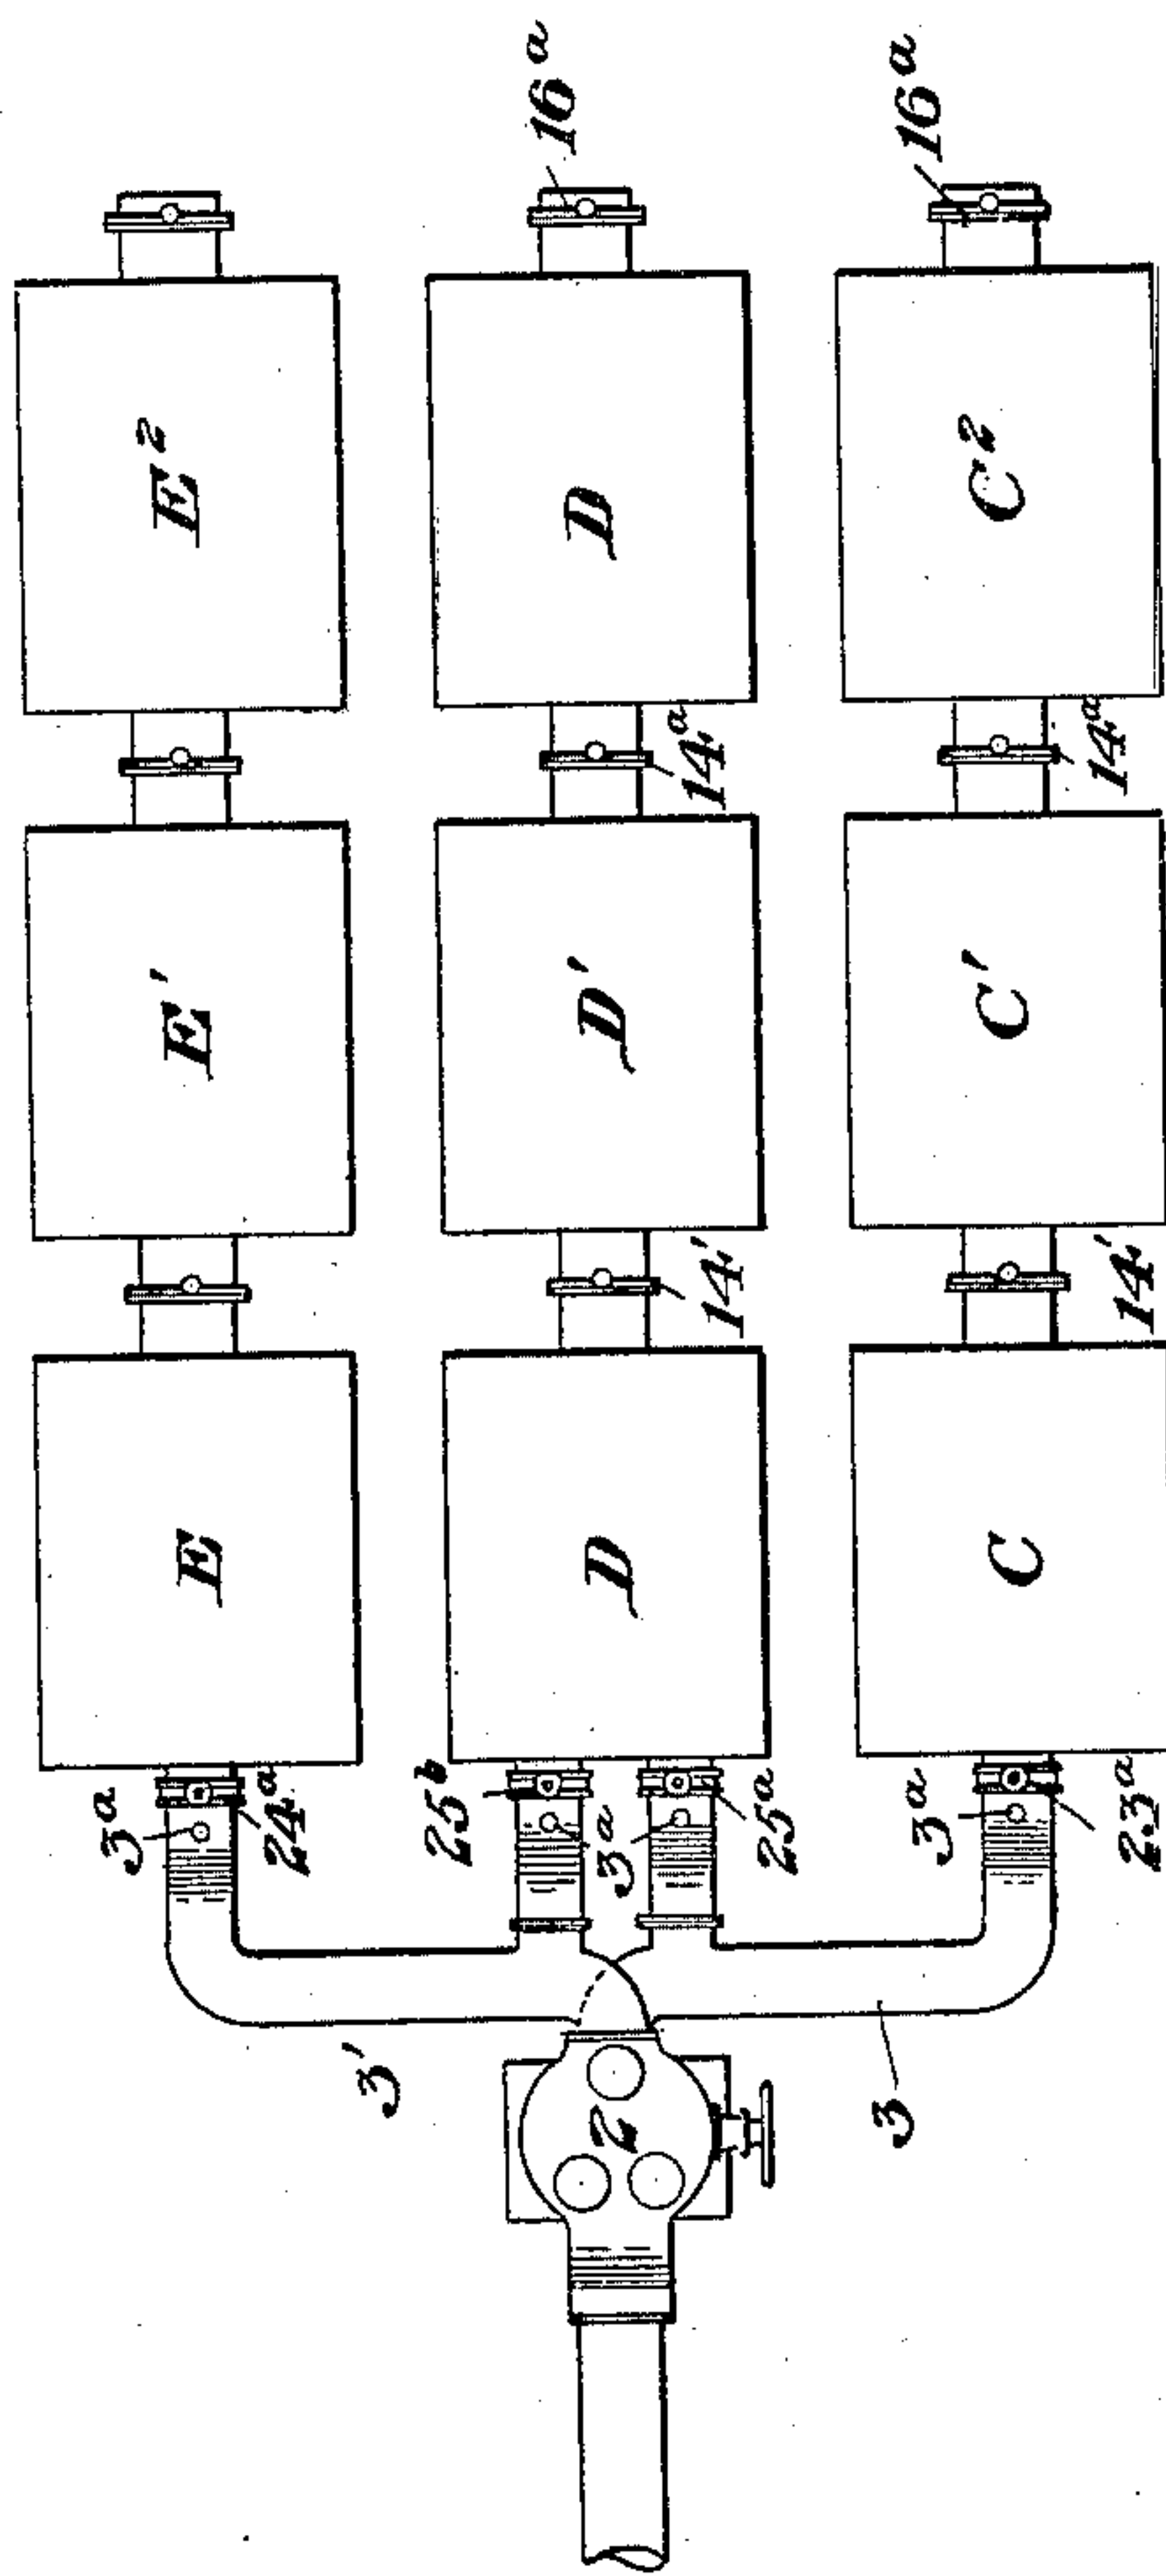 16ᵃ
16ᵃ
E²
D
C²
14ᵃ
14ᵃ
E'
D'
C'
14'
14'
E
D
C
3ᵃ
24ᵃ
25ᵇ
3ᵃ
25ᵃ
3ᵃ
23ᵃ
3'
2
3